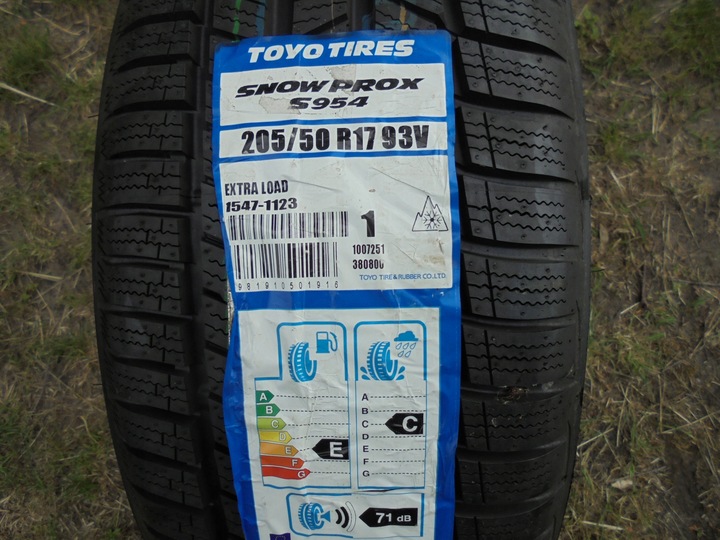 TOYO TIRES
SNOWPROX
S954
205/50 R17 93V
EXTRA LOAD
1547-1123
1
1007251
380800
981910501916
TOYO TIRE & RUBBER CO.,LTD.
A
B
C
D
E
F
G
E
A
B
C
D
E
F
G
C
71 dB